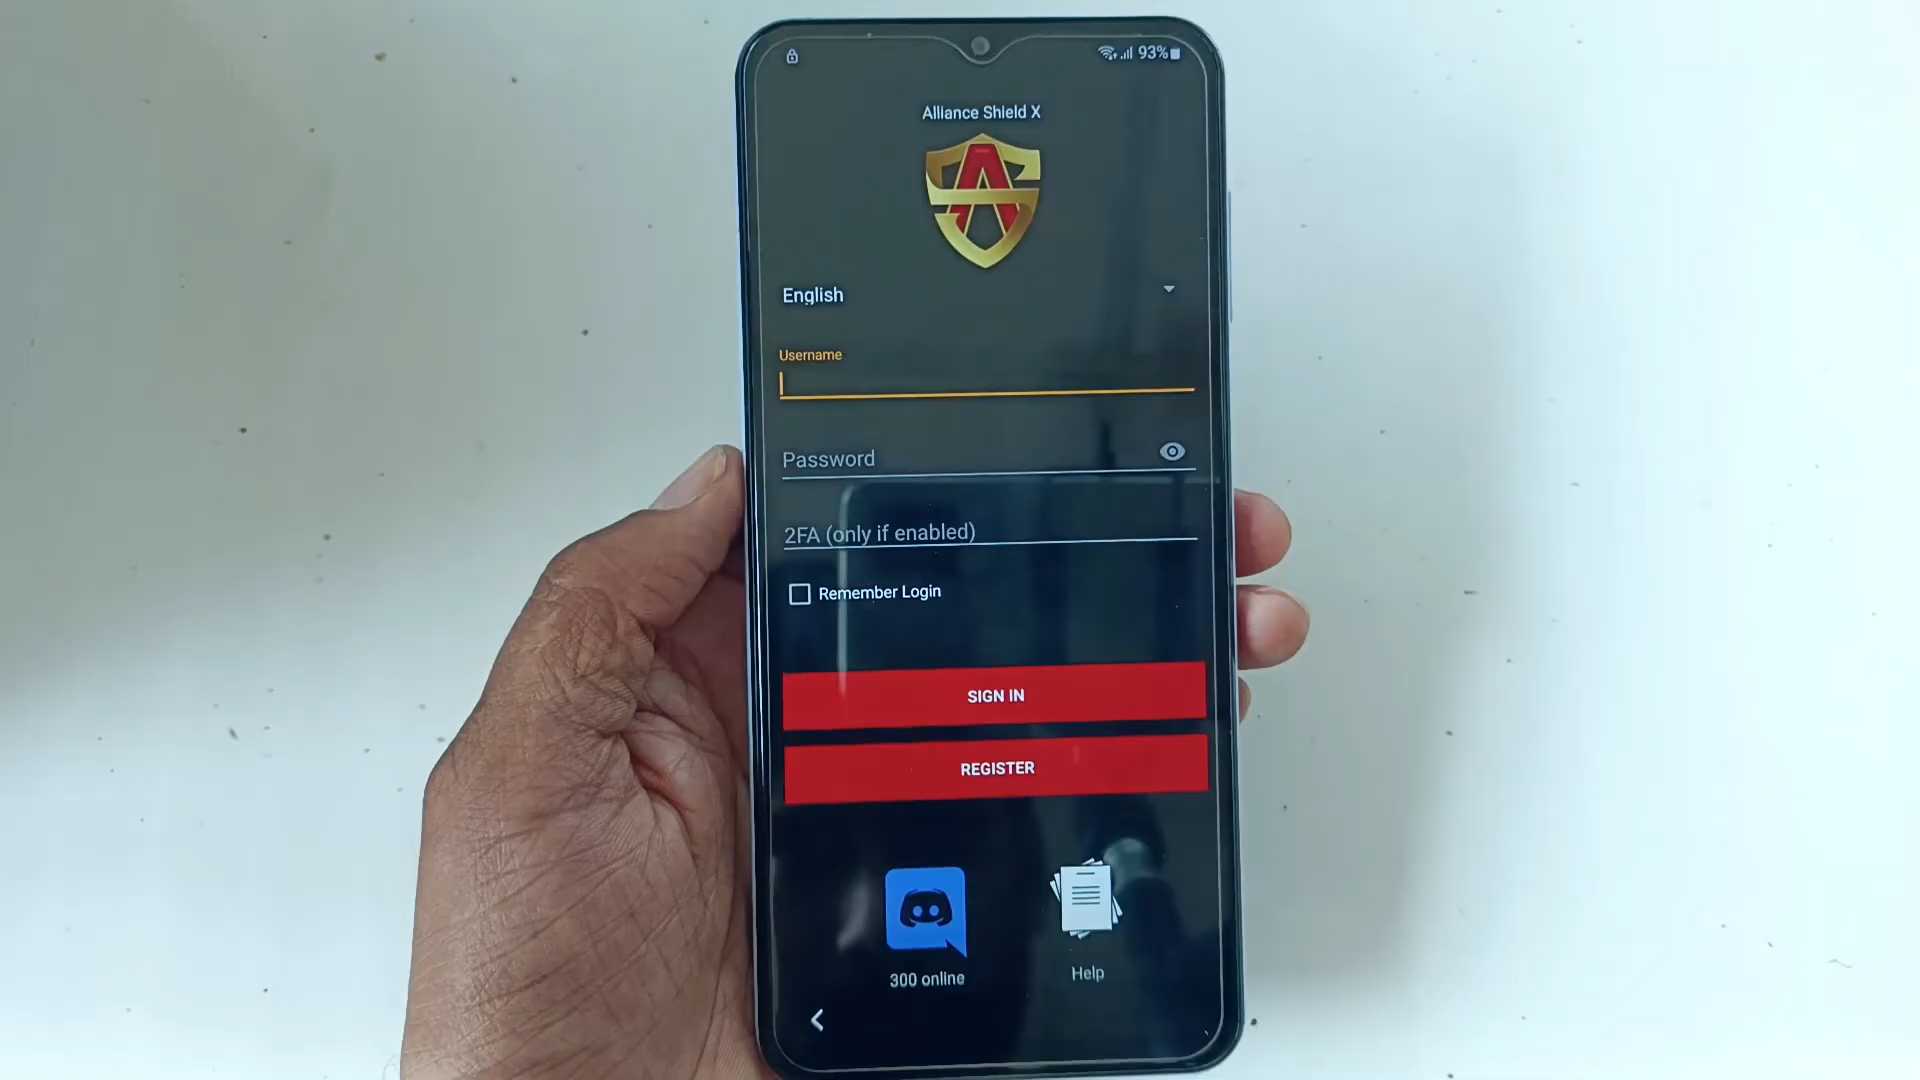 93%
Alliance Shield X
English
Username
Password
2FA (only if enabled)
Remember Login
SIGN IN
REGISTER
300 online
Help